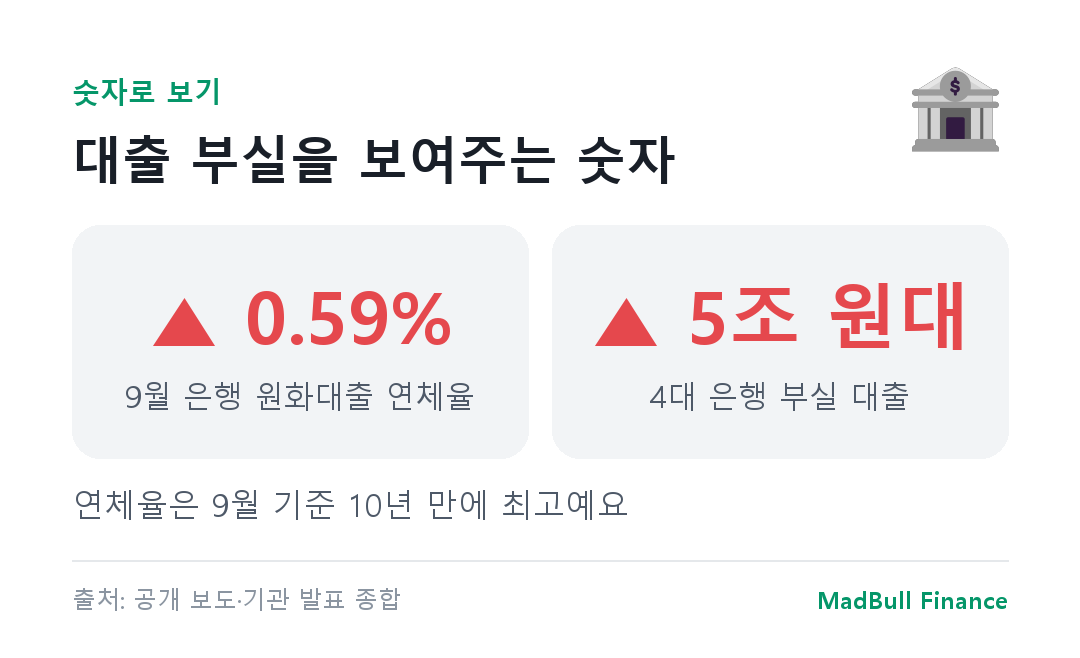 숫자로 보기
대출 부실을 보여주는 숫자
$
▲ 0.59%
9월 은행 원화대출 연체율
▲ 5조 원대
4대 은행 부실 대출
연체율은 9월 기준 10년 만에 최고예요
출처: 공개 보도·기관 발표 종합
MadBull Finance